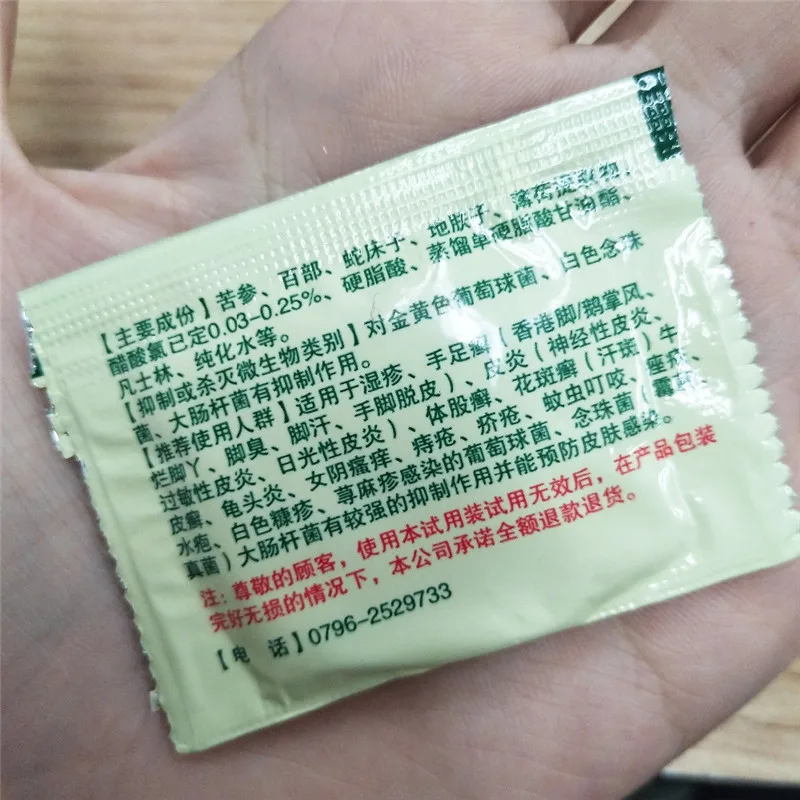 【主要成份】苦参、百部、蛇床子、地肤子、薄荷提取物、
醋酸氯已定0.03-0.25%、硬脂酸、蒸馏单硬脂酸甘油酯、
凡士林、纯化水等。
【抑制或杀灭微生物类别】对金黄色葡萄球菌、白色念珠
菌、大肠杆菌有抑制作用。
【推荐使用人群】适用于湿疹、手足癣（香港脚/鹅掌风、
烂脚丫、脚臭、脚汗、手脚脱皮）、皮炎（神经性皮炎、
过敏性皮炎、日光性皮炎）、体股癣、花斑癣（汗斑）牛
皮癣、龟头炎、女阴瘙痒、痔疮、疥疮、蚊虫叮咬、痤疮、
水疱、白色糠疹、荨麻疹感染的葡萄球菌、念珠菌（霉菌
真菌）大肠杆菌有较强的抑制作用并能预防皮肤感染。
注：尊敬的顾客，使用本试用装试用无效后，在产品包装
完好无损的情况下，本公司承诺全额退款退货。
【电 话】0796-2529733